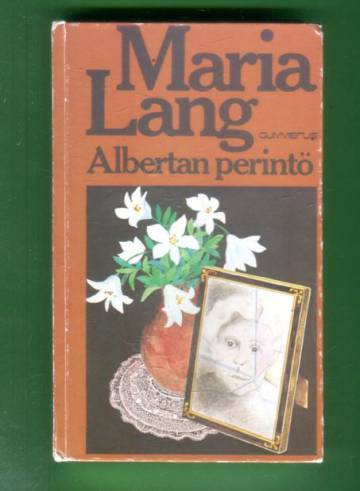 Maria
Lang
GUMMERUS
Albertan perintö